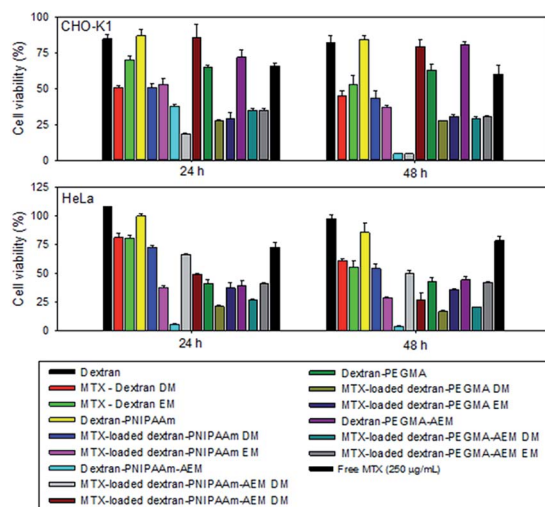 CHO-K1
Cell viability (%)
100
75
50
25
0
24 h
48 h
HeLa
Cell viability (%)
125
100
75
50
25
0
24 h
48 h
Dextran
MTX - Dextran DM
MTX - Dextran EM
Dextran-PNIPAAm
MTX-loaded dextran-PNIPAAm DM
MTX-loaded dextran-PNIPAAm EM
Dextran-PNIPAAm-AEM
MTX-loaded dextran-PNIPAAm-AEM DM
MTX-loaded dextran-PNIPAAm-AEM DM
Dextran-PEGMA
MTX-loaded dextran-PEGMA DM
MTX-loaded dextran-PEGMA EM
Dextran-PEGMA-AEM
MTX-loaded dextran-PEGMA-AEM DM
MTX-loaded dextran-PEGMA-AEM EM
Free MTX (250 µg/mL)